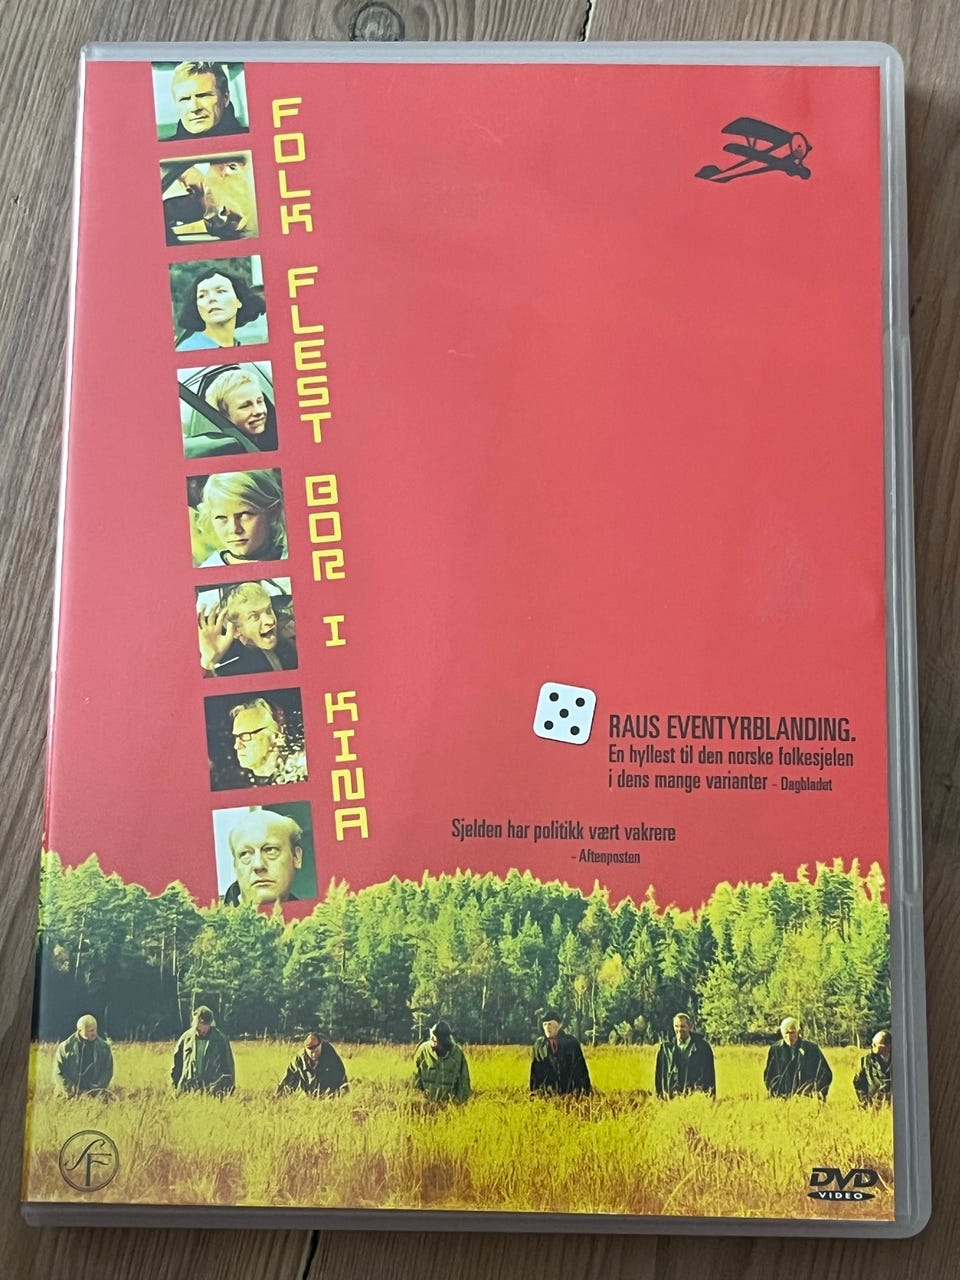 FOLK FLEST BOR I KINA
RAUS EVENTYRBLANDING.
En hyllest til den norske folkesjelen
i dens mange varianter - Dagbladet
Sjelden har politikk vært vakrere
- Aftenposten
SF
DVD
VIDEO